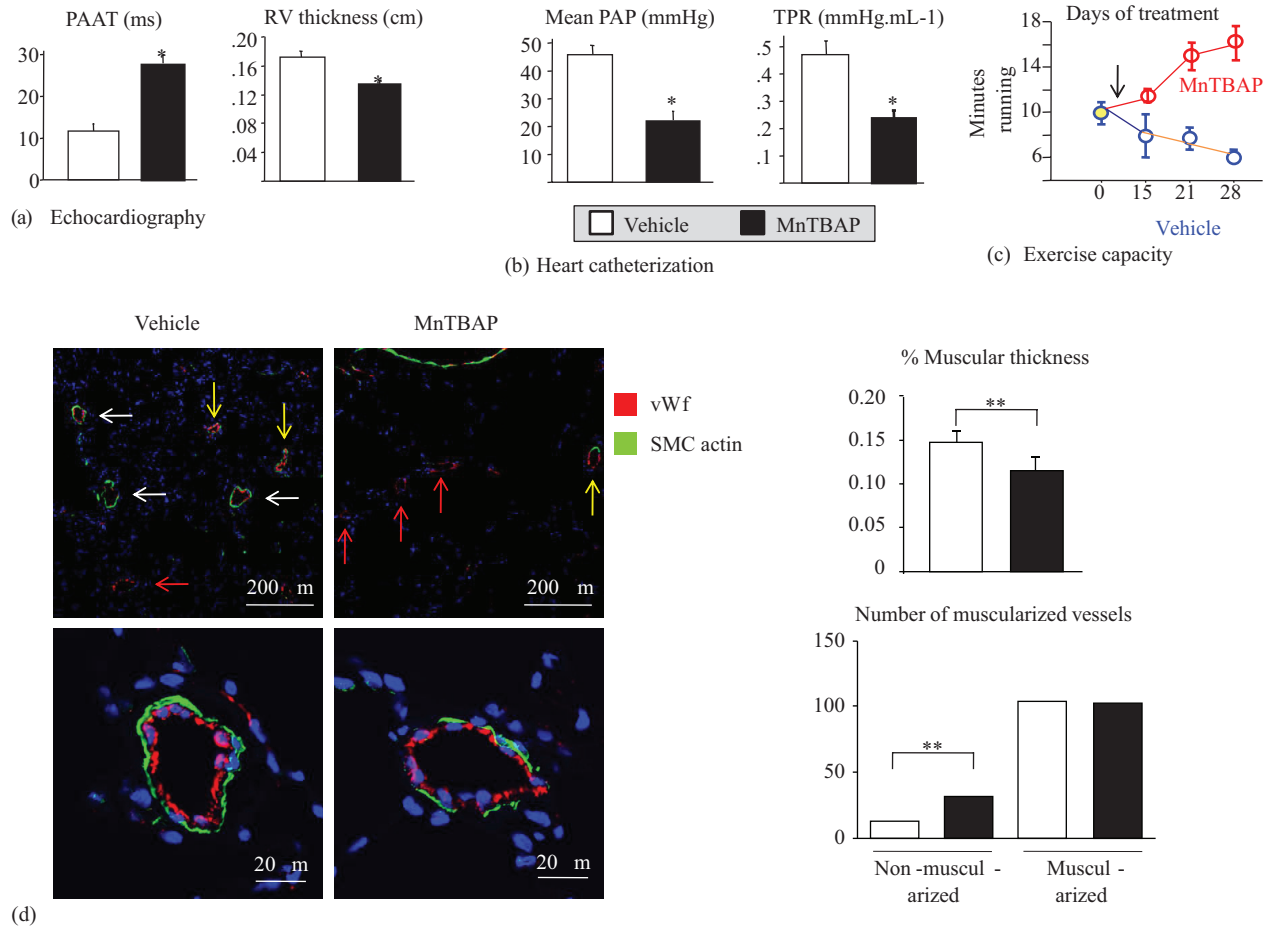 PAAT (ms)
30
20
10
0
*
RV thickness (cm)
.20
.16
.12
.08
.04
*
(a) Echocardiography
Mean PAP (mmHg)
50
40
30
20
10
0
*
TPR (mmHg.mL-1)
.5
.4
.3
.2
.1
*
Vehicle
MnTBAP
(b) Heart catheterization
Days of treatment
18
14
10
6
Minutes
running
MnTBAP
0 15 21 28
Vehicle
(c) Exercise capacity
Vehicle
MnTBAP
200 m
200 m
20 m
20 m
vWf
SMC actin
% Muscular thickness
0.20
0.15
0.10
0.00
0
**
Number of muscularized vessels
150
100
50
0
**
Non -muscul -
arized
Muscul -
arized
(d)